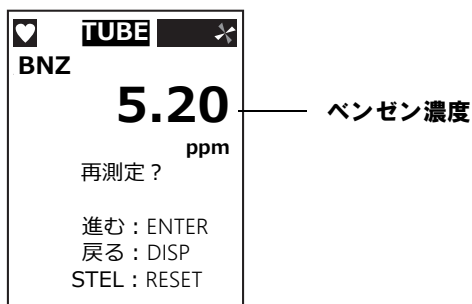 TUBE
BNZ
5.20
ベンゼン濃度
ppm
再測定？
進む：ENTER
戻る：DISP
STEL：RESET